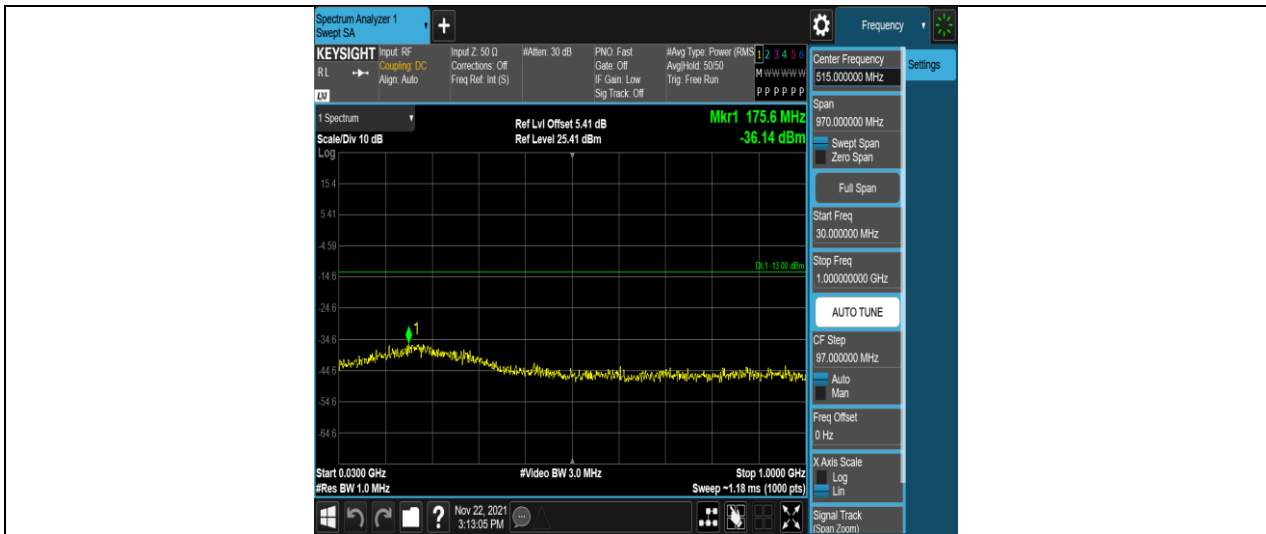 Spectrum Analyzer 1
Swept SA
Frequency
KEYSIGHT
R L
LXI
Input: RF
Coupling: DC
Align: Auto
Input Z: 50 Ω
Corrections: Off
Freq Ref: Int (S)
#Atten: 30 dB
PNO: Fast
Gate: Off
IF Gain: Low
Sig Track: Off
#Avg Type: Power (RMS
Avg|Hold: 50/50
Trig: Free Run
1 2 3 4 5 6
M W W W W W
P P P P P P
1 Spectrum
Scale/Div 10 dB
Log
Ref Lvl Offset 5.41 dB
Ref Level 25.41 dBm
Mkr1 175.6 MHz
-36.14 dBm
15.4
5.41
-4.59
DL1 -13.00 dBm
-14.6
-24.6
-34.6
1
-44.6
-54.6
-64.6
Start 0.0300 GHz
#Video BW 3.0 MHz
Stop 1.0000 GHz
#Res BW 1.0 MHz
Sweep ~1.18 ms (1000 pts)
?
Nov 22, 2021
3:13:05 PM
Center Frequency
515.000000 MHz
Settings
Span
970.000000 MHz
Swept Span
Zero Span
Full Span
Start Freq
30.000000 MHz
Stop Freq
1.000000000 GHz
AUTO TUNE
CF Step
97.000000 MHz
Auto
Man
Freq Offset
0 Hz
X Axis Scale
Log
Lin
Signal Track
(Span Zoom)